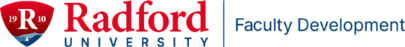 19 R 10
Radford
UNIVERSITY
Faculty Development